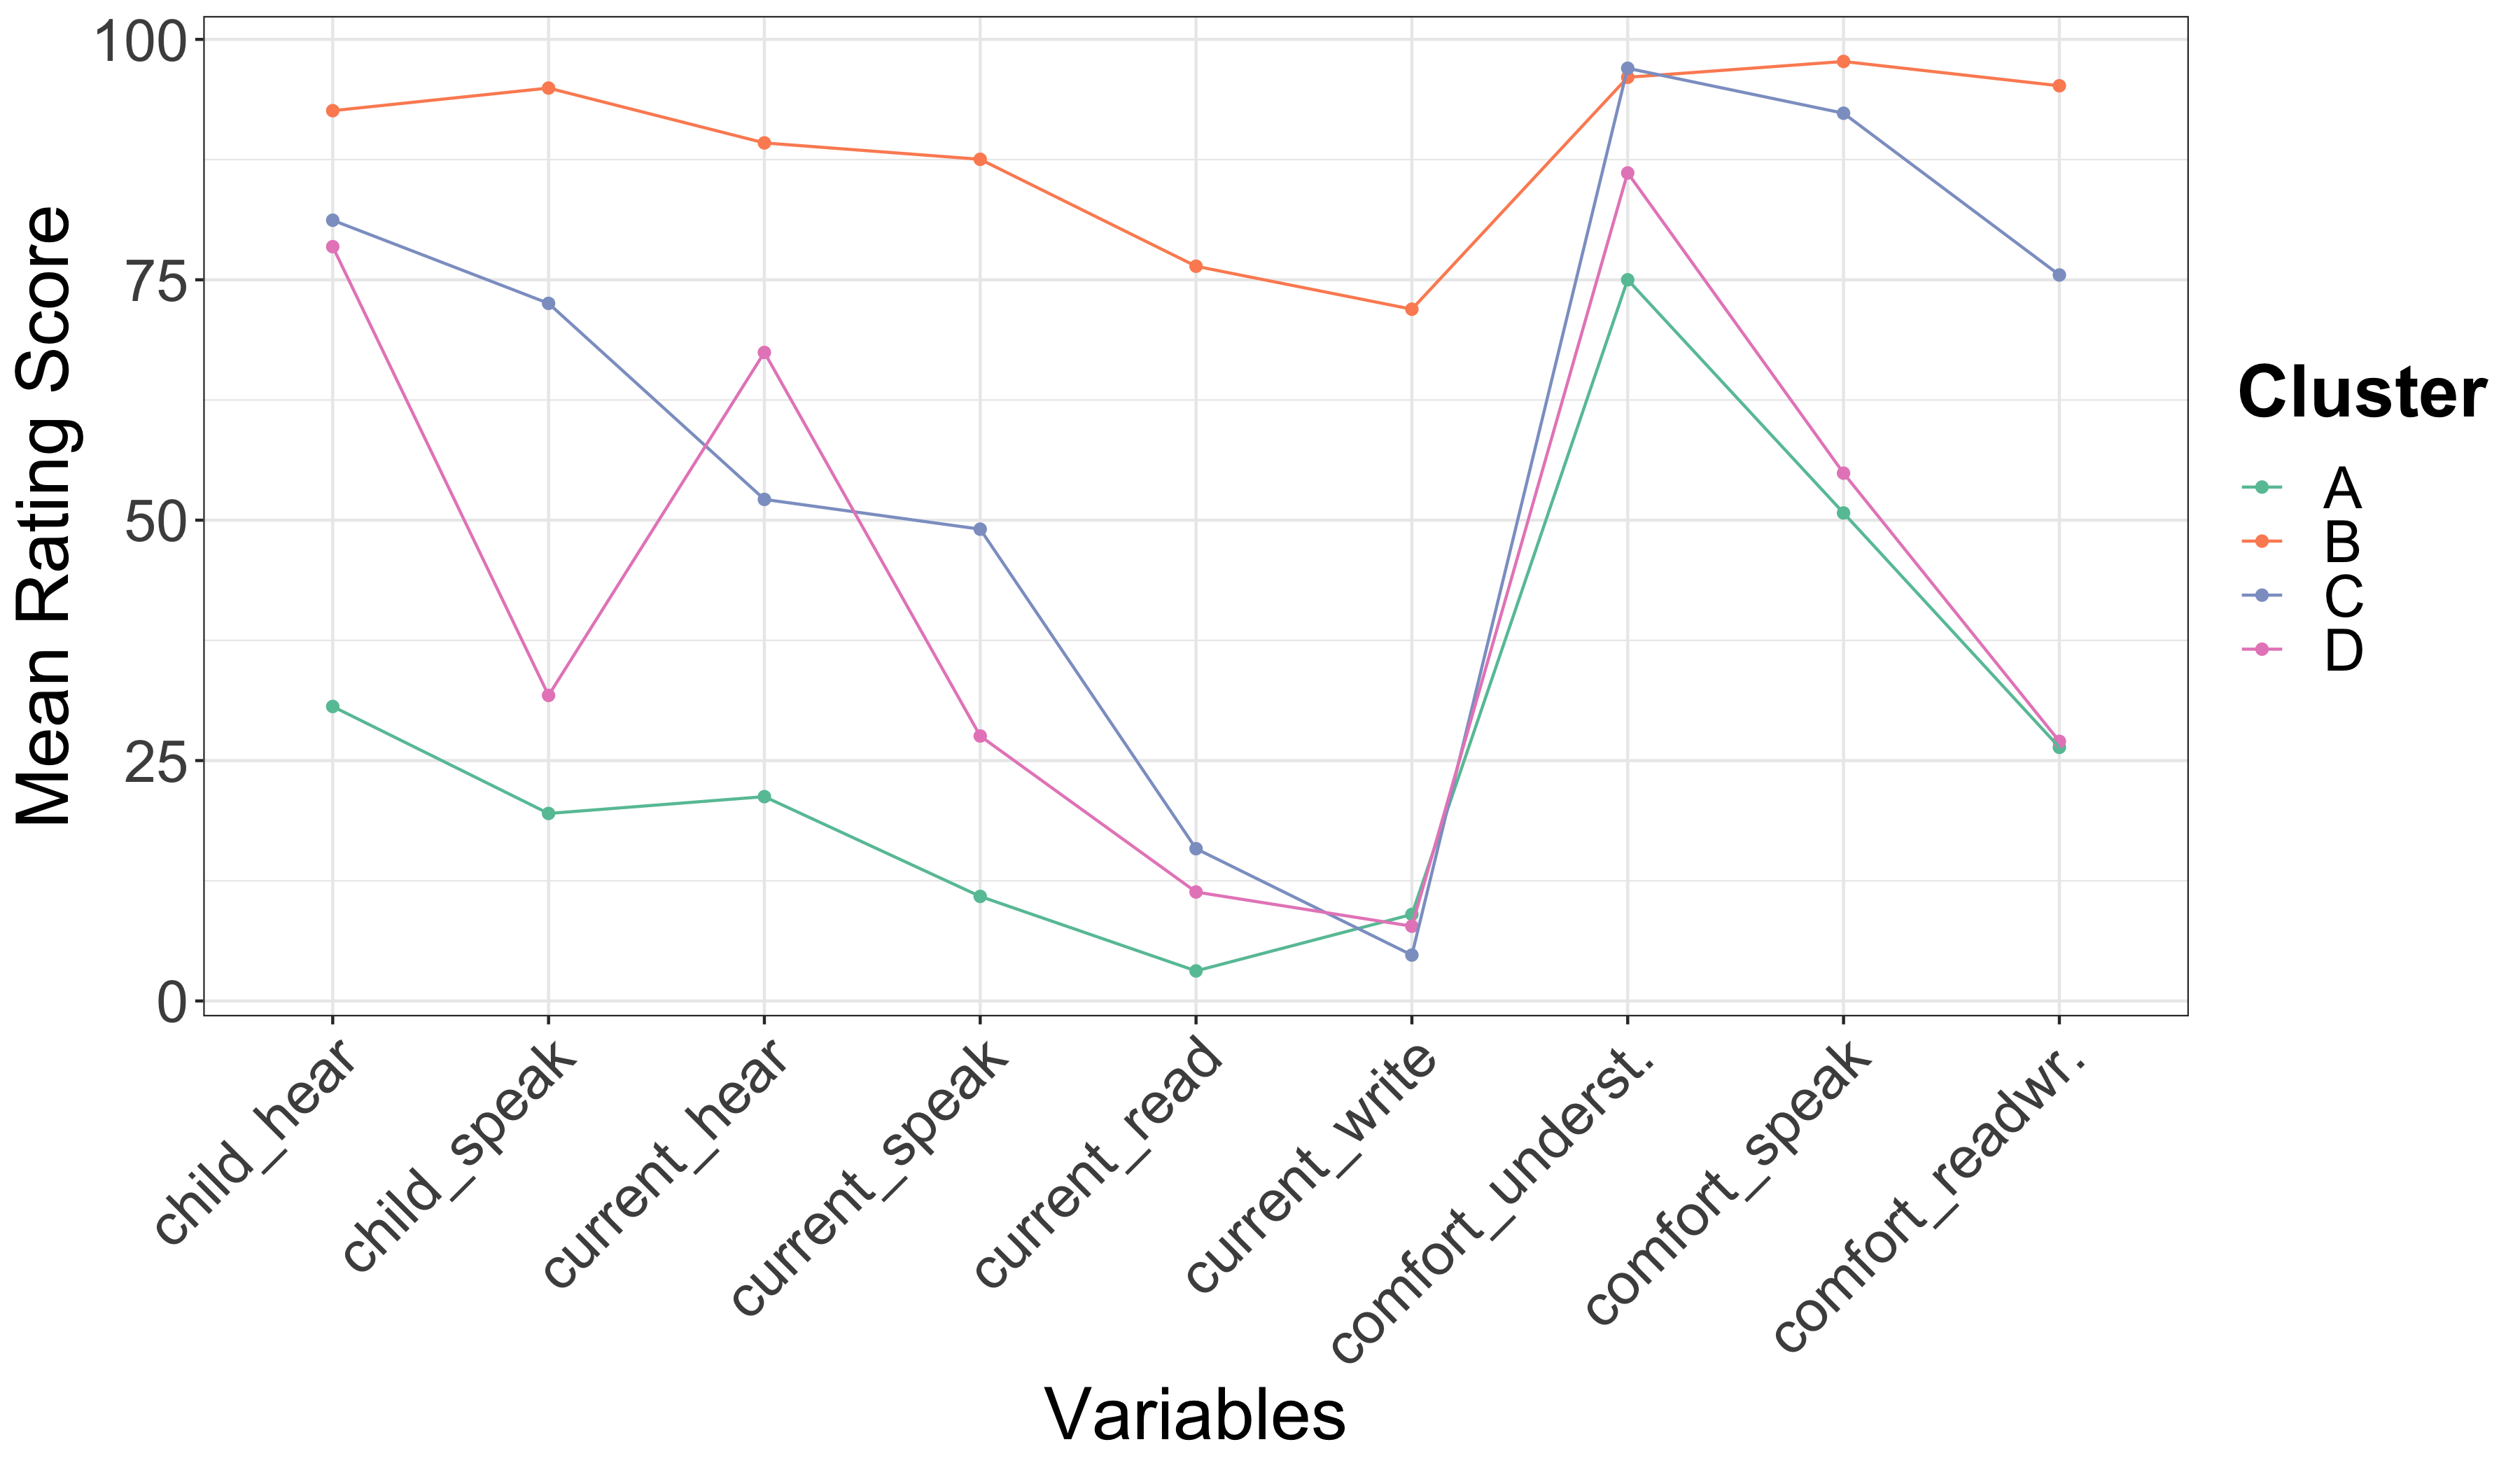 Mean Rating Score
100
75
50
25
0
child_hear
child_speak
current_hear
current_speak
current_read
current_write
comfort_underst.
comfort_speak
comfort_readwr.
Variables
Cluster
A
B
C
D